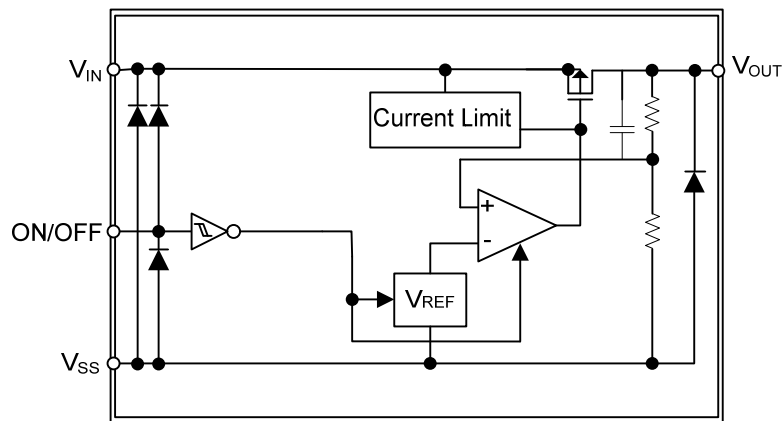 VIN
VOUT
Current Limit
+
ON/OFF
-
VREF
VSS